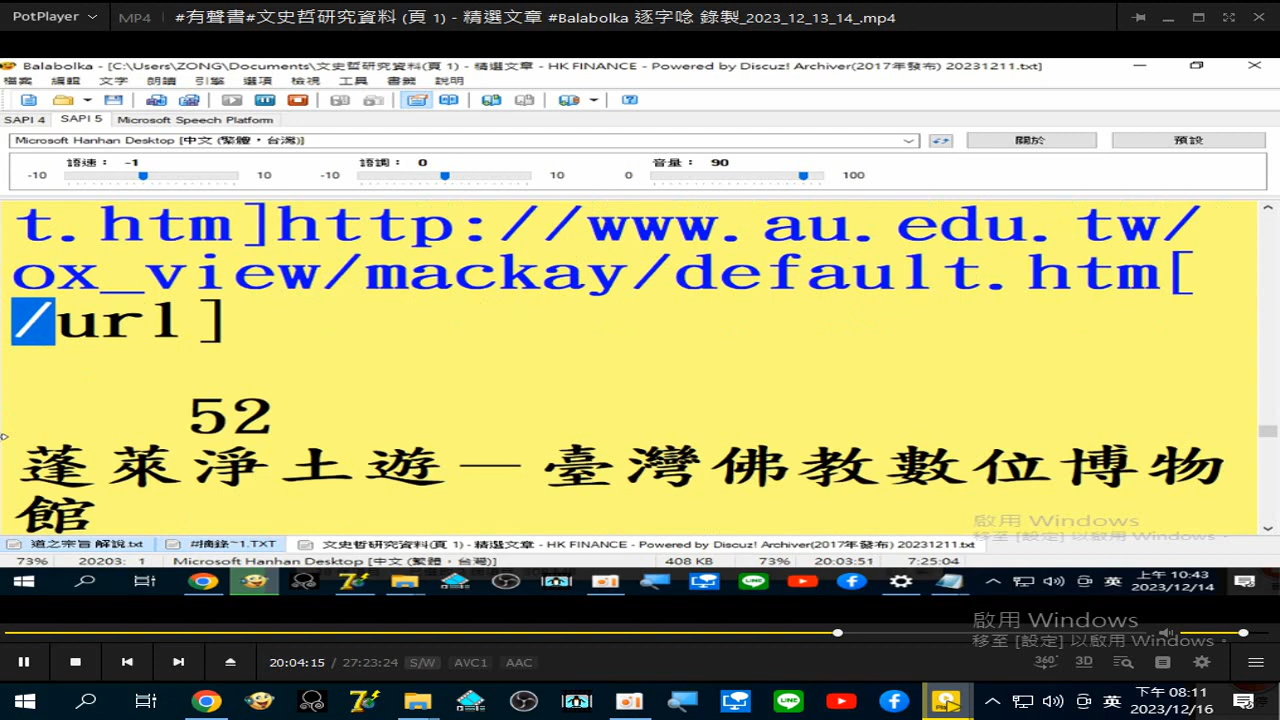 PotPlayer
MP4
#有聲書#文史哲研究資料 (頁 1) - 精選文章 #Balabolka 逐字唸 錄製_2023_12_13_14_.mp4
Balabolka - [C:\Users\ZONG\Documents\文史哲研究資料(頁 1) - 精選文章 - HK FINANCE - Powered by Discuz! Archiver(2017年發布) 20231211.txt]
檔案 編輯 文字 朗讀 引擎 選項 檢視 工具 書籤 說明
SAPI 4 SAPI 5 Microsoft Speech Platform
Microsoft Hanhan Desktop [中文 (繁體，台灣)]
關於 預設
語速： -1 語調： 0 音量： 90
-10 10 -10 10 0 100
t.htm]http://www.au.edu.tw/
ox_view/mackay/default.htm[
/url]
52
蓬萊淨土遊－臺灣佛教數位博物
館
啟用 Windows
移至 [設定] 以啟用 Windows。
道之宗旨 解說.txt #摘錄~1.TXT 文史哲研究資料(頁 1) - 精選文章 - HK FINANCE - Powered by Discuz! Archiver(2017年發布) 20231211.txt
73% 20203: 1 Microsoft Hanhan Desktop [中文 (繁體，台灣)] 408 KB 73% 20:03:51 7:25:04
英 上午 10:43
2023/12/14
啟用 Windows
移至 [設定] 以啟用 Windows。
20:04:15 / 27:23:24 S/W AVC1 AAC
360° 3D
英 下午 08:11
2023/12/16